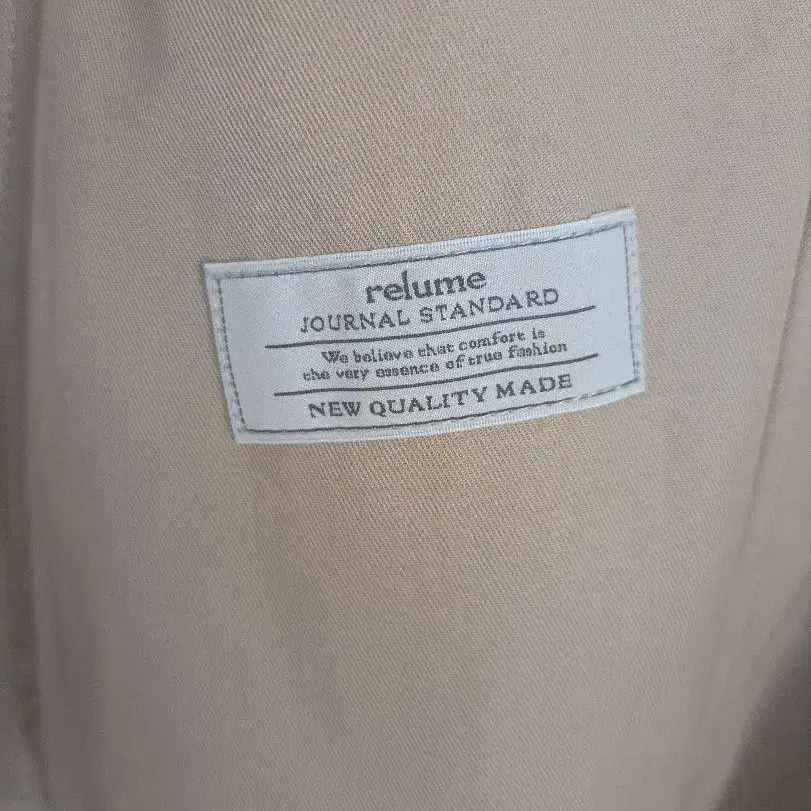 relume
JOURNAL STANDARD
We believe that comfort is
the very essence of true fashion
NEW QUALITY MADE